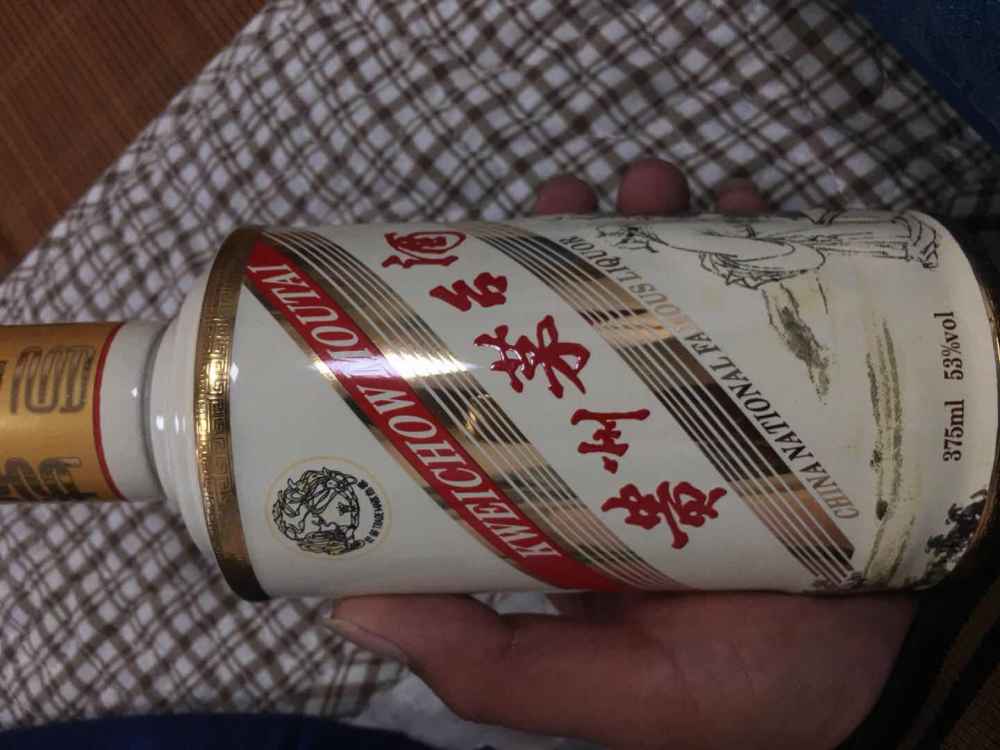 贵州茅台酒
KWEICHOW MOUTAI
CHINA NATIONAL FAMOUS LIQUOR
375ml 53%vol